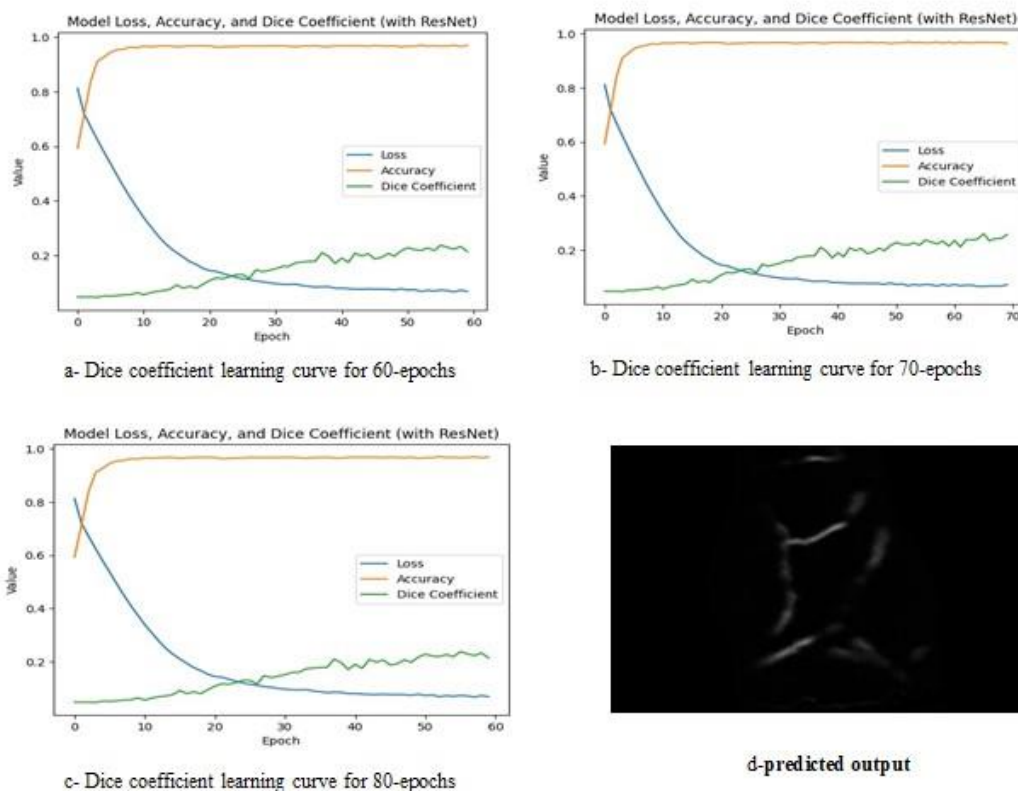 Model Loss, Accuracy, and Dice Coefficient (with ResNet)
1.0
0.8
0.6
0.4
0.2
Value
Loss
Accuracy
Dice Coefficient
0 10 20 30 40 50 60
Epoch
a- Dice coefficient learning curve for 60-epochs
Model Loss, Accuracy, and Dice Coefficient (with ResNet)
1.0
0.8
0.6
0.4
0.2
Value
Loss
Accuracy
Dice Coefficient
0 10 20 30 40 50 60 70
Epoch
b- Dice coefficient learning curve for 70-epochs
Model Loss, Accuracy, and Dice Coefficient (with ResNet)
1.0
0.8
0.6
0.4
0.2
Value
Loss
Accuracy
Dice Coefficient
0 10 20 30 40 50 60
Epoch
c- Dice coefficient learning curve for 80-epochs
d-predicted output